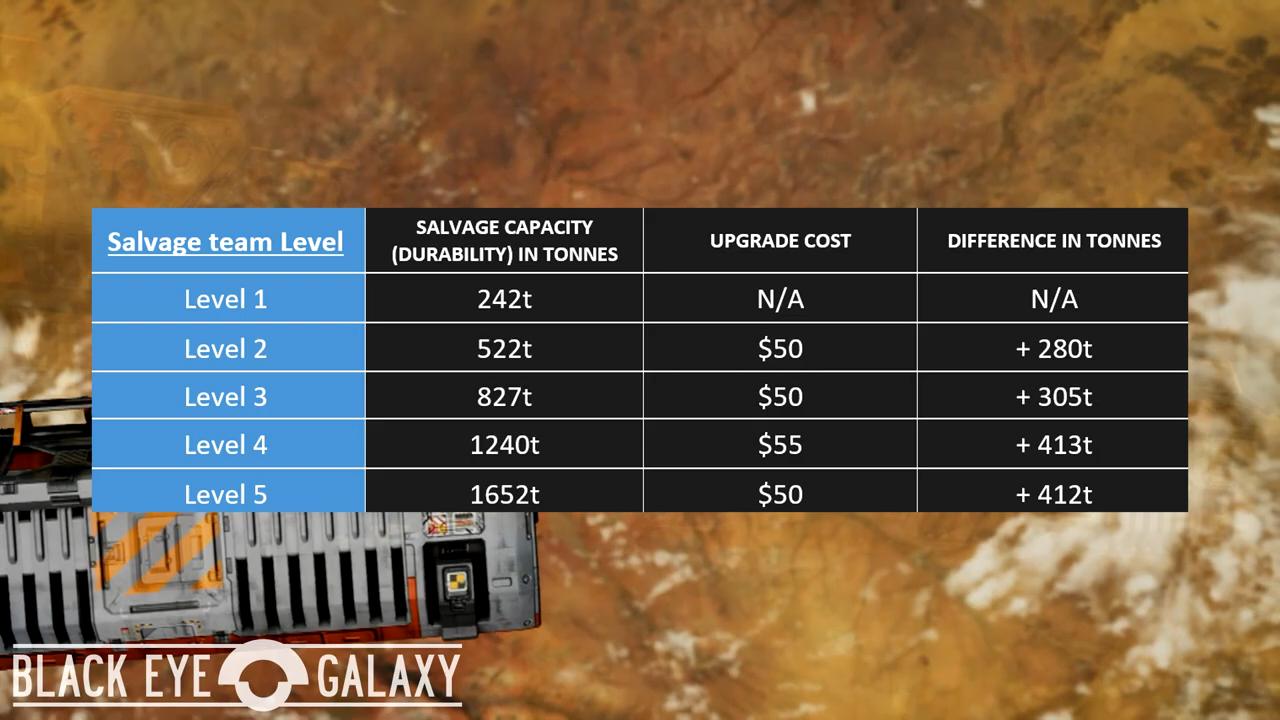 Salvage team Level
SALVAGE CAPACITY
(DURABILITY) IN TONNES
UPGRADE COST
DIFFERENCE IN TONNES
Level 1
242t
N/A
N/A
Level 2
522t
$50
+ 280t
Level 3
827t
$50
+ 305t
Level 4
1240t
$55
+ 413t
Level 5
1652t
$50
+ 412t
BLACK EYE GALAXY